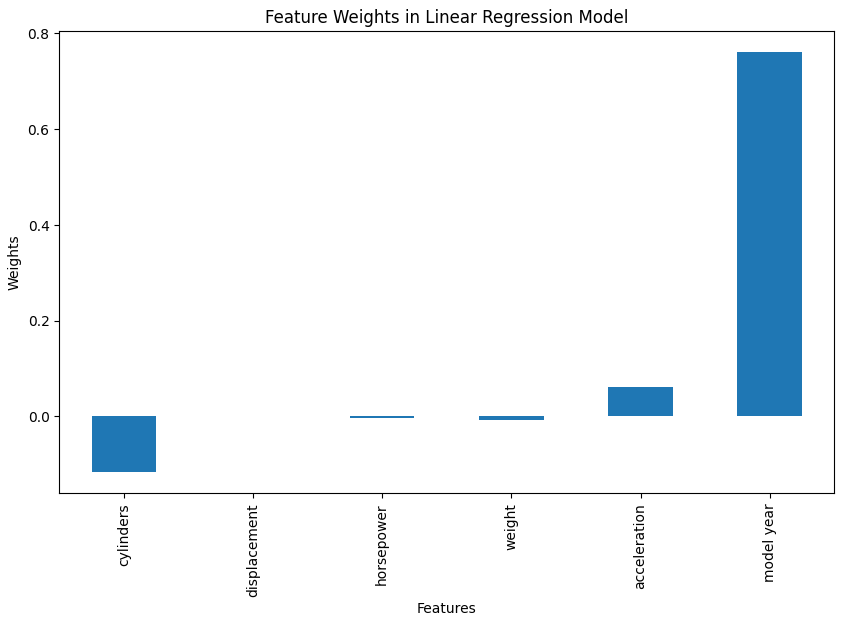 Feature Weights in Linear Regression Model
0.8
0.6
0.4
0.2
0.0
Weights
cylinders
displacement
horsepower
weight
acceleration
model year
Features